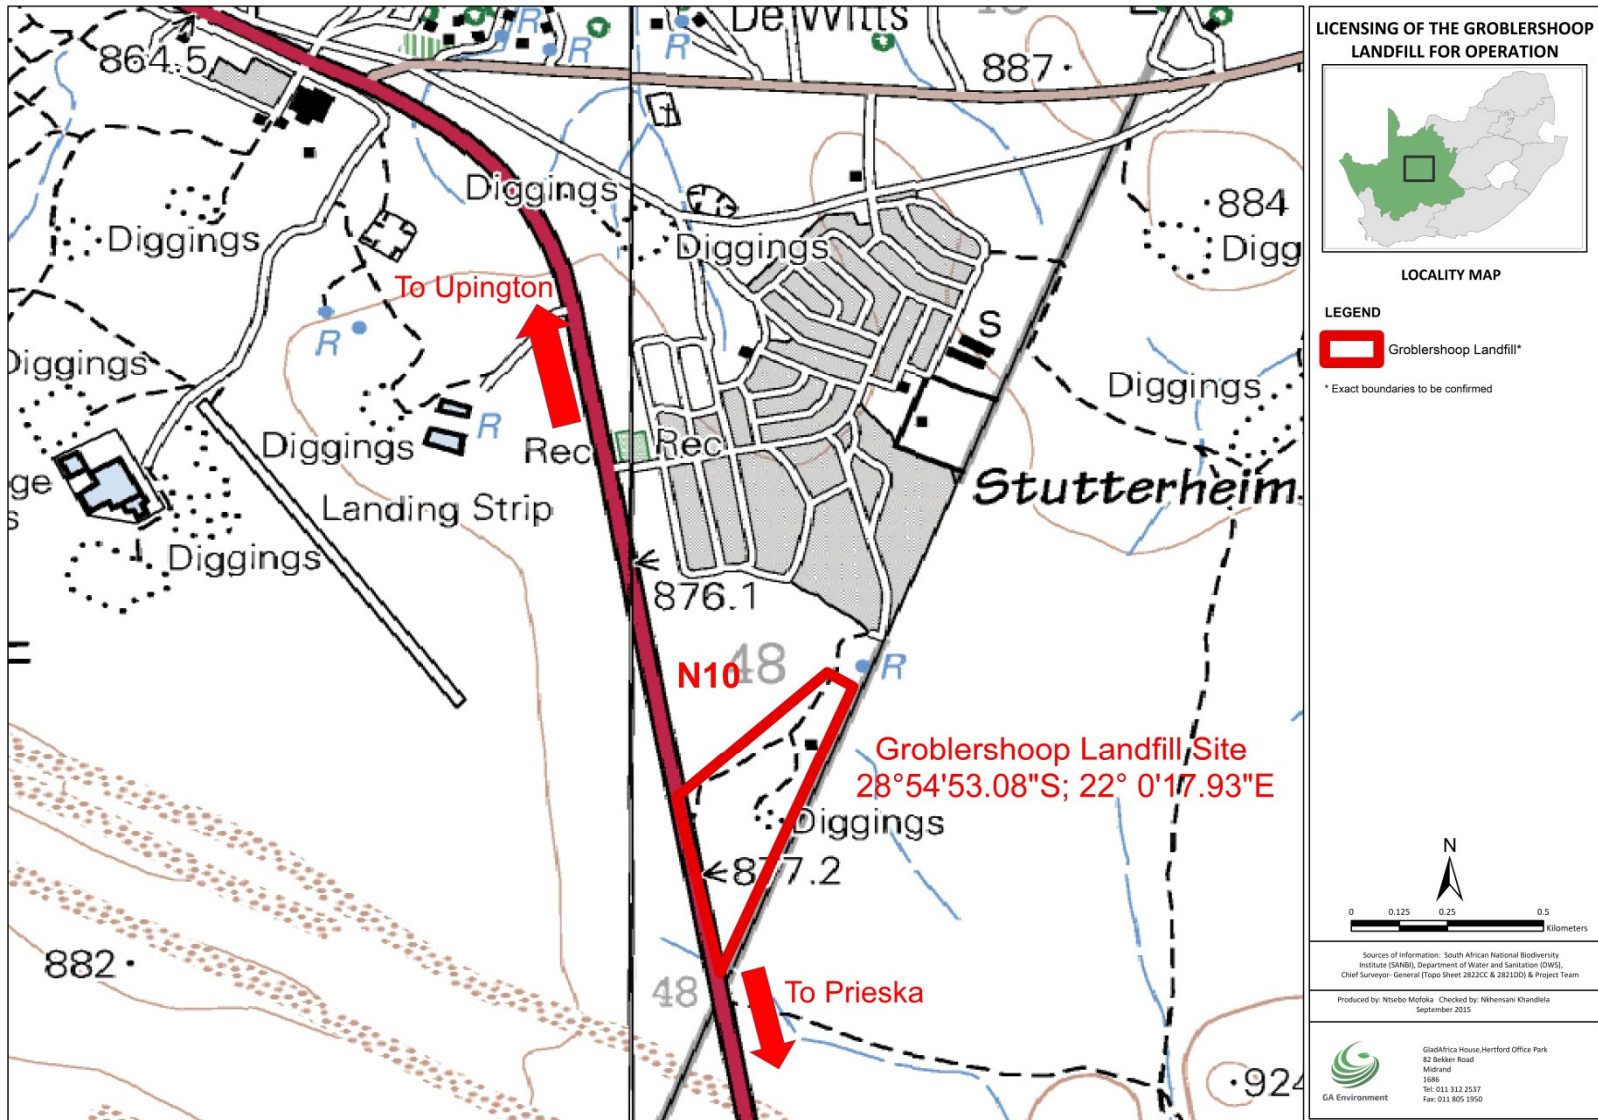 De Witts
R
R
R
48
864.5
887
Diggings
884
Digg
Diggings
Diggings
To Upington
R
S
Diggings
Diggings
Diggings
R
Rec
Rec
ge
s
Landing Strip
Stutterheim
Diggings
876.1
48
N10
R
Groblershoop Landfill Site
28°54'53.08"S; 22° 0'17.93"E
Diggings
877.2
882
48
To Prieska
924
LICENSING OF THE GROBLERSHOOP
LANDFILL FOR OPERATION
LOCALITY MAP
LEGEND
Groblershoop Landfill*
* Exact boundaries to be confirmed
N
0 0.125 0.25 0.5
Kilometers
Sources of Information: South African National Biodiversity
Institute (SANBI), Department of Water and Sanitation (DWS),
Chief Surveyor- General (Topo Sheet 2822CC & 2821DD) & Project Team
Produced by: Ntsebo Mofoka Checked by: Nkhensani Khandlela
September 2015
GA Environment
GladAfrica House,Hertford Office Park
82 Bekker Road
Midrand
1686
Tel: 011 312 2537
Fax: 011 805 1950